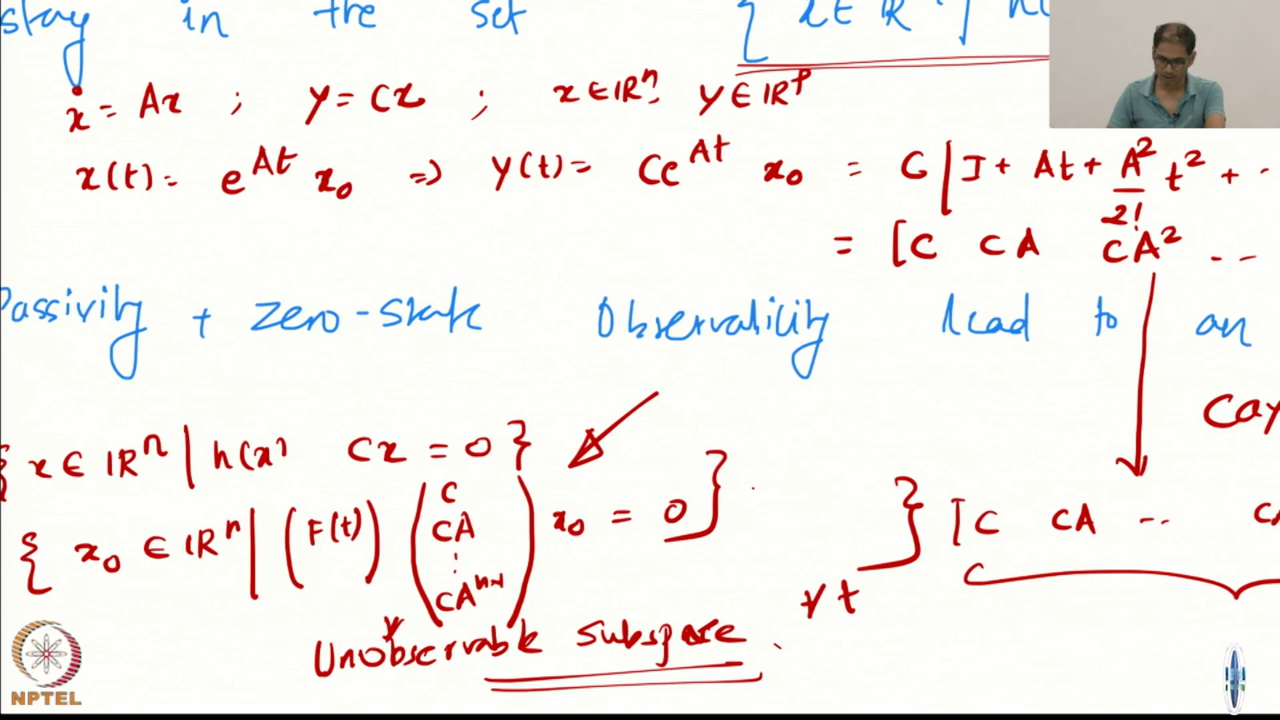 stay in the set { x ∈ ℝ |
ẋ = Ax ; y = Cx ; x ∈ ℝⁿ y ∈ ℝᵖ
x(t) = e^{At} x₀ ⇒ y(t) = Ce^{At} x₀ = C [ I + At + A²/2! t² + ..
= [C CA CA² ..
Passivity + zero-state Observability lead to an
{ x ∈ ℝⁿ | h(x) Cx = 0 }
{ x₀ ∈ ℝⁿ | (F(t)) ( C CA ⋮ CAⁿ⁻¹ ) x₀ = 0 } } [C CA ..
∀ t
Unobservable subspace.
NPTEL